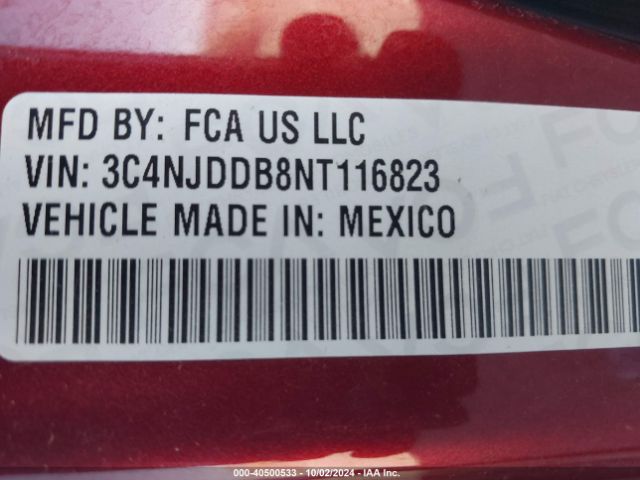 MFD BY: FCA US LLC
VIN: 3C4NJDDB8NT116823
VEHICLE MADE IN: MEXICO
000-40500533 - 10/02/2024 - IAA Inc.